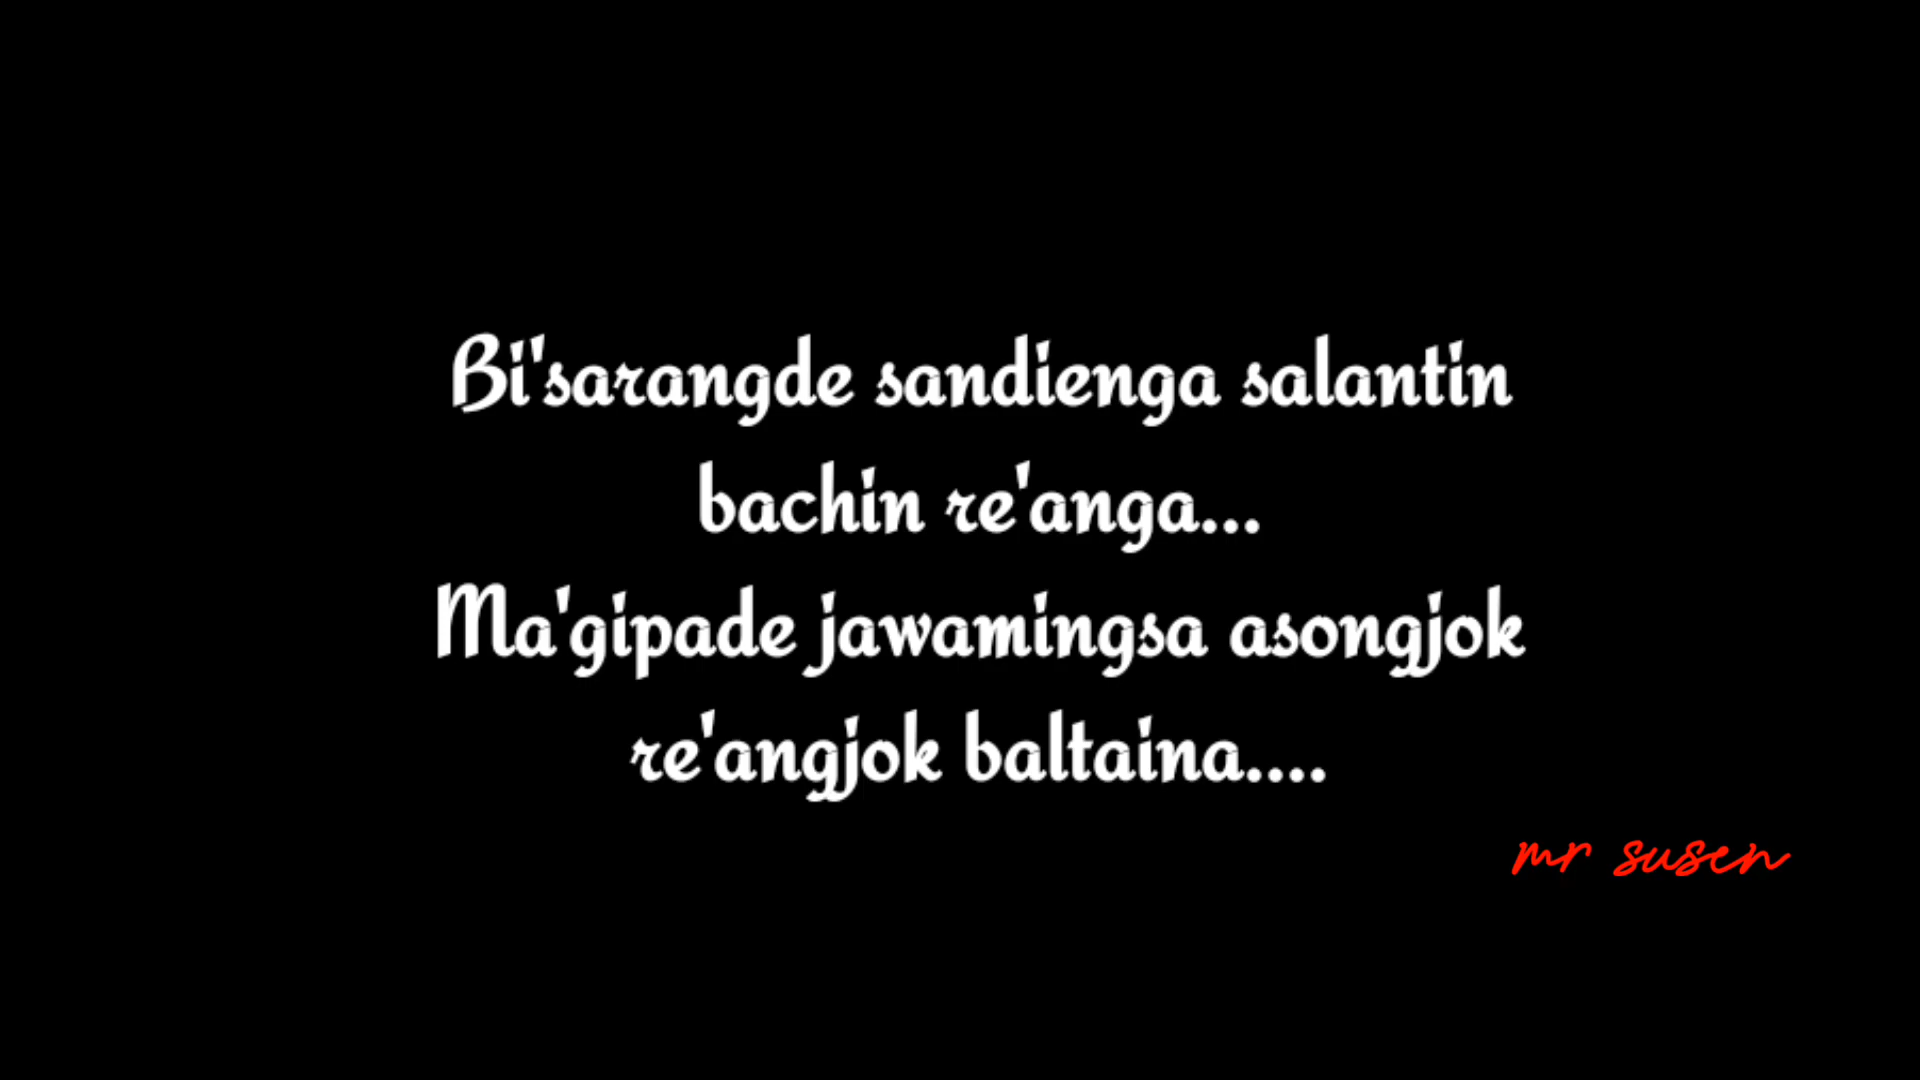 Bi'sarangde sandienga salantin
bachin re'anga...
Ma'gipade jawamingsa asongjok
re'angjok baltaina....
mr susen